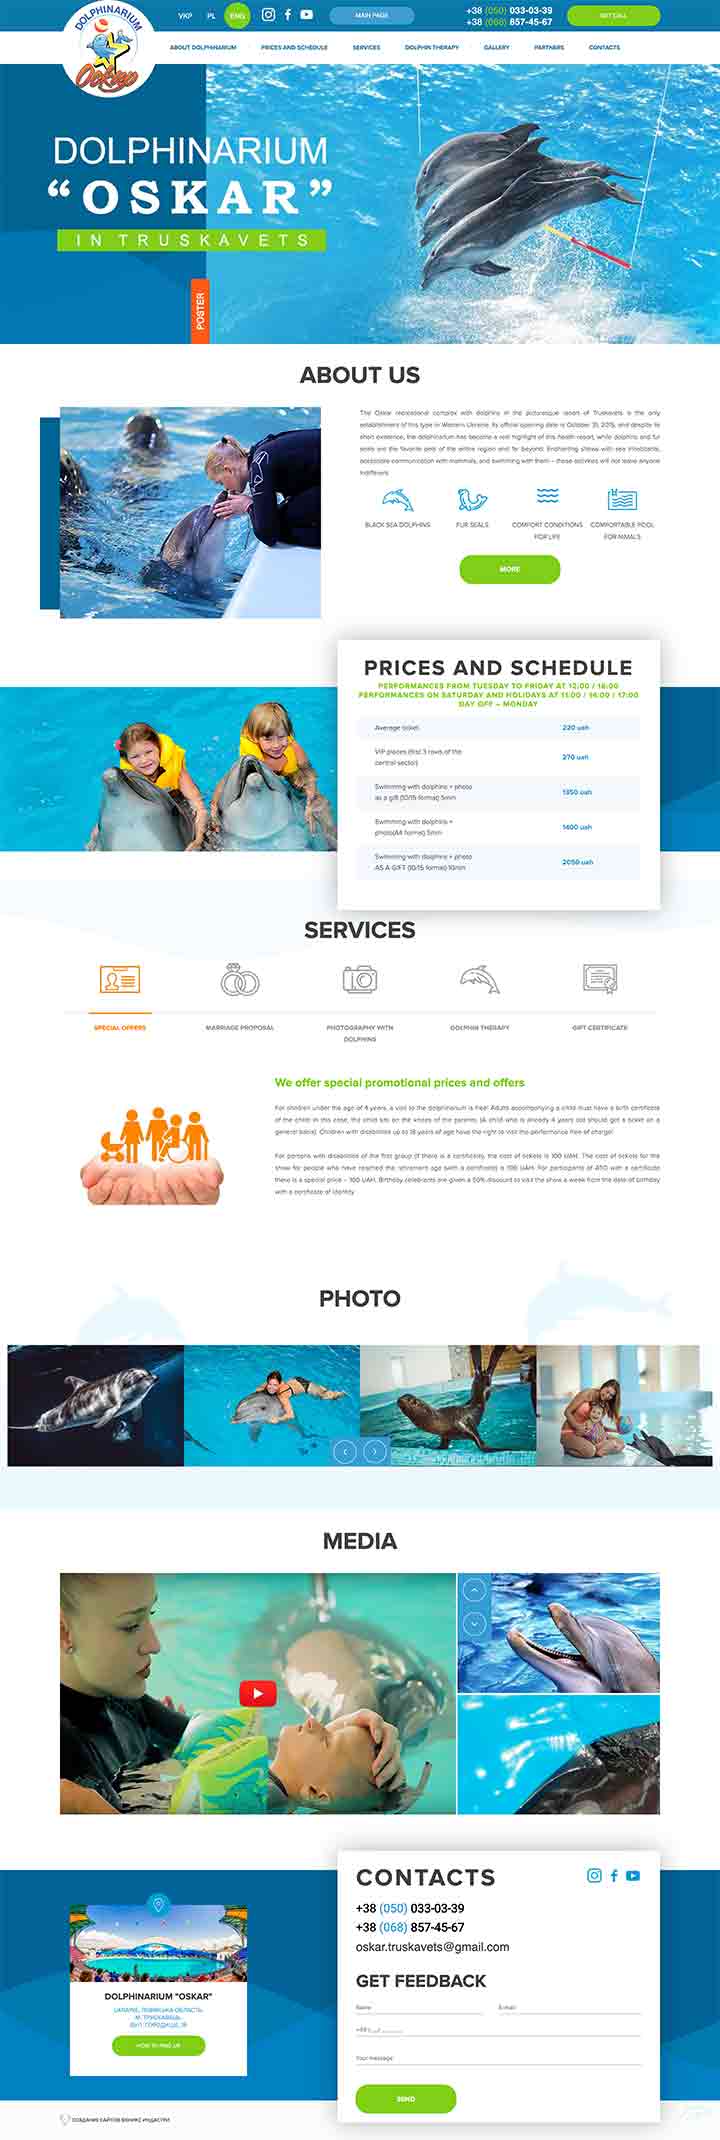 УКР PL ENG
MAIN PAGE
+38 (050) 033-03-39
+38 (068) 857-45-67
GET CALL
DOLPHINARIUM
Оскар
ABOUT DOLPHINARIUM PRICES AND SCHEDULE SERVICES DOLPHIN THERAPY GALLERY PARTNERS CONTACTS
DOLPHINARIUM
“OSKAR”
IN TRUSKAVETS
POSTER
ABOUT US
The Oskar recreational complex with dolphins in the picturesque resort of Truskavets is the only
establishment of this type in Western Ukraine. Its official opening date is October 31, 2015, and despite its
short existence, the dolphinarium has become a real highlight of this health resort, while dolphins and fur
seals are the favorite pets of the entire region and far beyond. Enchanting shows with sea inhabitants,
accessible communication with mammals, and swimming with them – those activities will not leave anyone
indifferent.
BLACK SEA DOLPHINS
FUR SEALS
COMFORT CONDITIONS
FOR LIFE
COMFORTABLE POOL
FOR NIMALS
MORE
PRICES AND SCHEDULE
PERFORMANCES FROM TUESDAY TO FRIDAY AT 12:00 / 16:00
PERFORMANCES ON SATURDAY AND HOLIDAYS AT 11:00 / 14:00 / 17:00
DAY OFF – MONDAY
Average ticket 220 uah
VIP places (first 3 rows of the
central sector) 270 uah
Swimming with dolphins + photo
as a gift (10/15 format) 5min 1350 uah
Swimming with dolphins +
photo(A4 format) 5min 1400 uah
Swimming with dolphins + photo
AS A GIFT (10/15 format) 10min 2050 uah
SERVICES
SPECIAL OFFERS
MARRIAGE PROPOSAL
PHOTOGRAPHY WITH
DOLPHINS
DOLPHIN THERAPY
GIFT CERTIFICATE
We offer special promotional prices and offers
For children under the age of 4 years, a visit to the dolphinarium is free! Adults accompanying a child must have a birth certificate
of the child! In this case, the child sits on the knees of the parents. (A child who is already 4 years old should get a ticket on a
general basis). Children with disabilities up to 18 years of age have the right to visit the performance free of charge!
For persons with disabilities of the first group (if there is a certificate), the cost of tickets is 100 UAH. The cost of tickets for the
show for people who have reached the retirement age (with a certificate) is 100 UAH. For participants of ATO with a certificate
there is a special price – 100 UAH. Birthday celebrants are given a 50% discount to visit the show a week from the date of birthday
with a certificate of identity.
PHOTO
MEDIA
CONTACTS
+38 (050) 033-03-39
+38 (068) 857-45-67
oskar.truskavets@gmail.com
GET FEEDBACK
Name
E-mail
Your message:
SEND
DOLPHINARIUM "OSKAR"
УКРАЇНА, ЛЬВІВСЬКА ОБЛАСТЬ,
М. ТРУСКАВЕЦЬ,
ВУЛ. ГОРОДИЩЕ, 18
HOW TO FIND US
СОЗДАНИЕ САЙТОВ ФЕНИКС ИНДАСТРИ